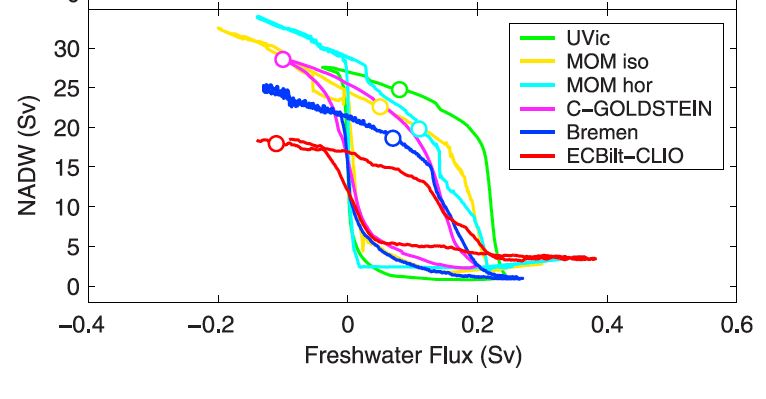 30
25
20
15
10
5
0
NADW (Sv)
UVic
MOM iso
MOM hor
C−GOLDSTEIN
Bremen
ECBilt−CLIO
−0.4 −0.2 0 0.2 0.4 0.6
Freshwater Flux (Sv)